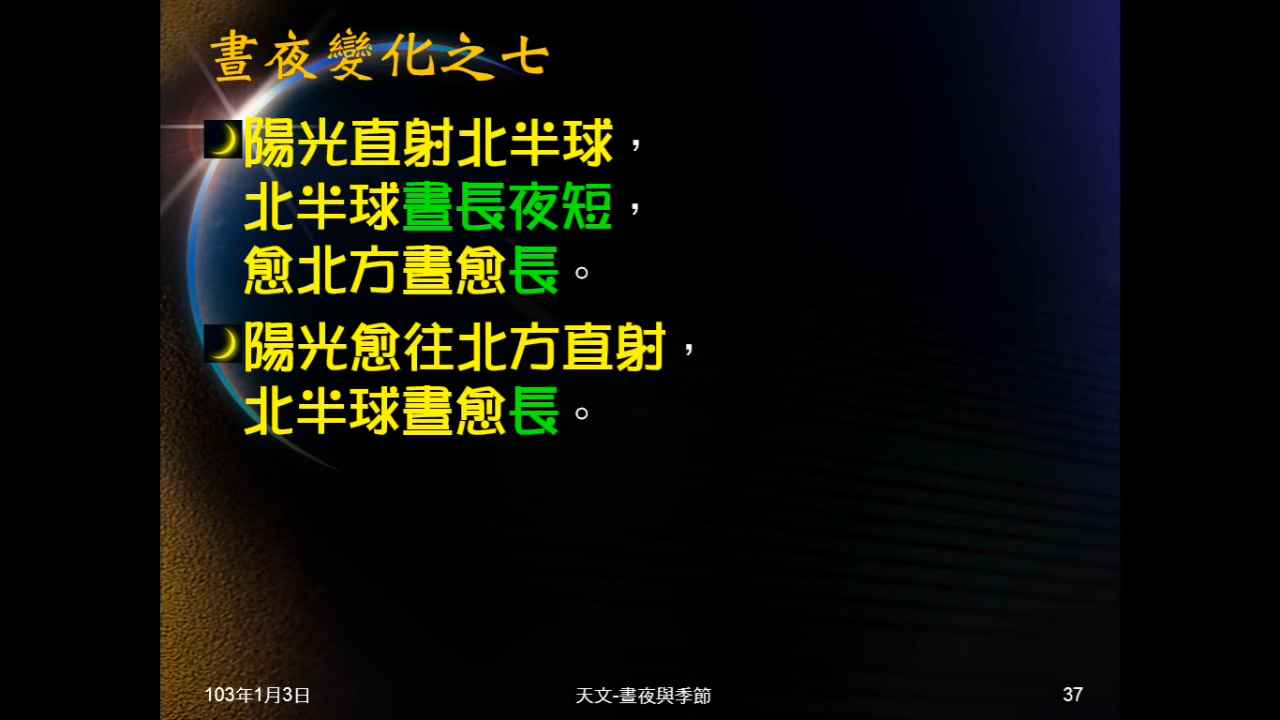 晝夜變化之七
陽光直射北半球，
北半球晝長夜短，
愈北方晝愈長。
陽光愈往北方直射，
北半球晝愈長。
103年1月3日
天文-晝夜與季節
37